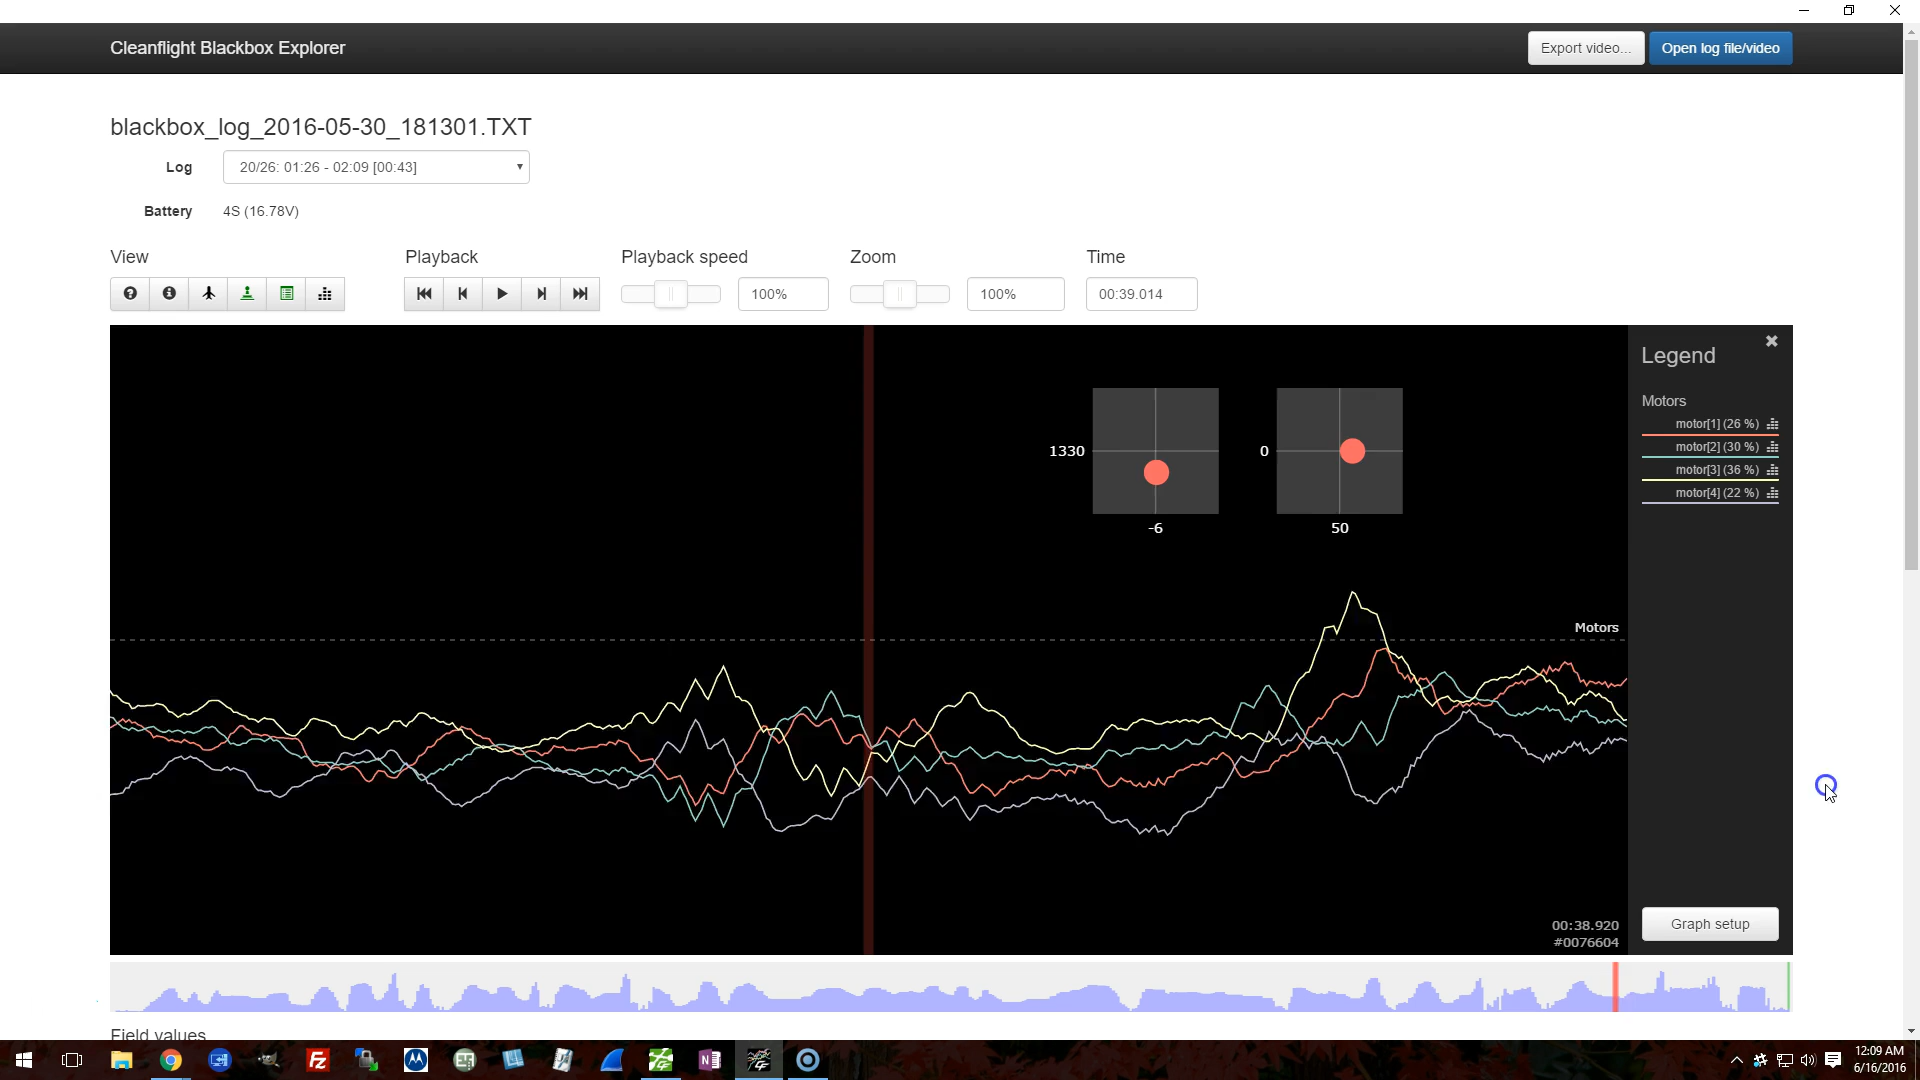 Cleanflight Blackbox Explorer
Export video...
Open log file/video
blackbox_log_2016-05-30_181301.TXT
Log
20/26: 01:26 - 02:09 [00:43]
Battery
4S (16.78V)
View
Playback
Playback speed
Zoom
Time
100%
100%
00:39.014
Legend
Motors
motor[1] (26 %)
motor[2] (30 %)
motor[3] (36 %)
motor[4] (22 %)
1330
0
-6
50
Motors
00:38.920
#0076604
Graph setup
Field values
12:09 AM
6/16/2016